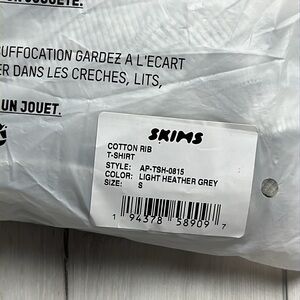 UFFOCATION GARDEZ A L'ECART
ER DANS LES CRECHES, LITS,
UN JOUET.
SKIMS
COTTON RIB
T-SHIRT
STYLE: AP-TSH-0815
COLOR: LIGHT HEATHER GREY
SIZE: S
1 94378 58909 7